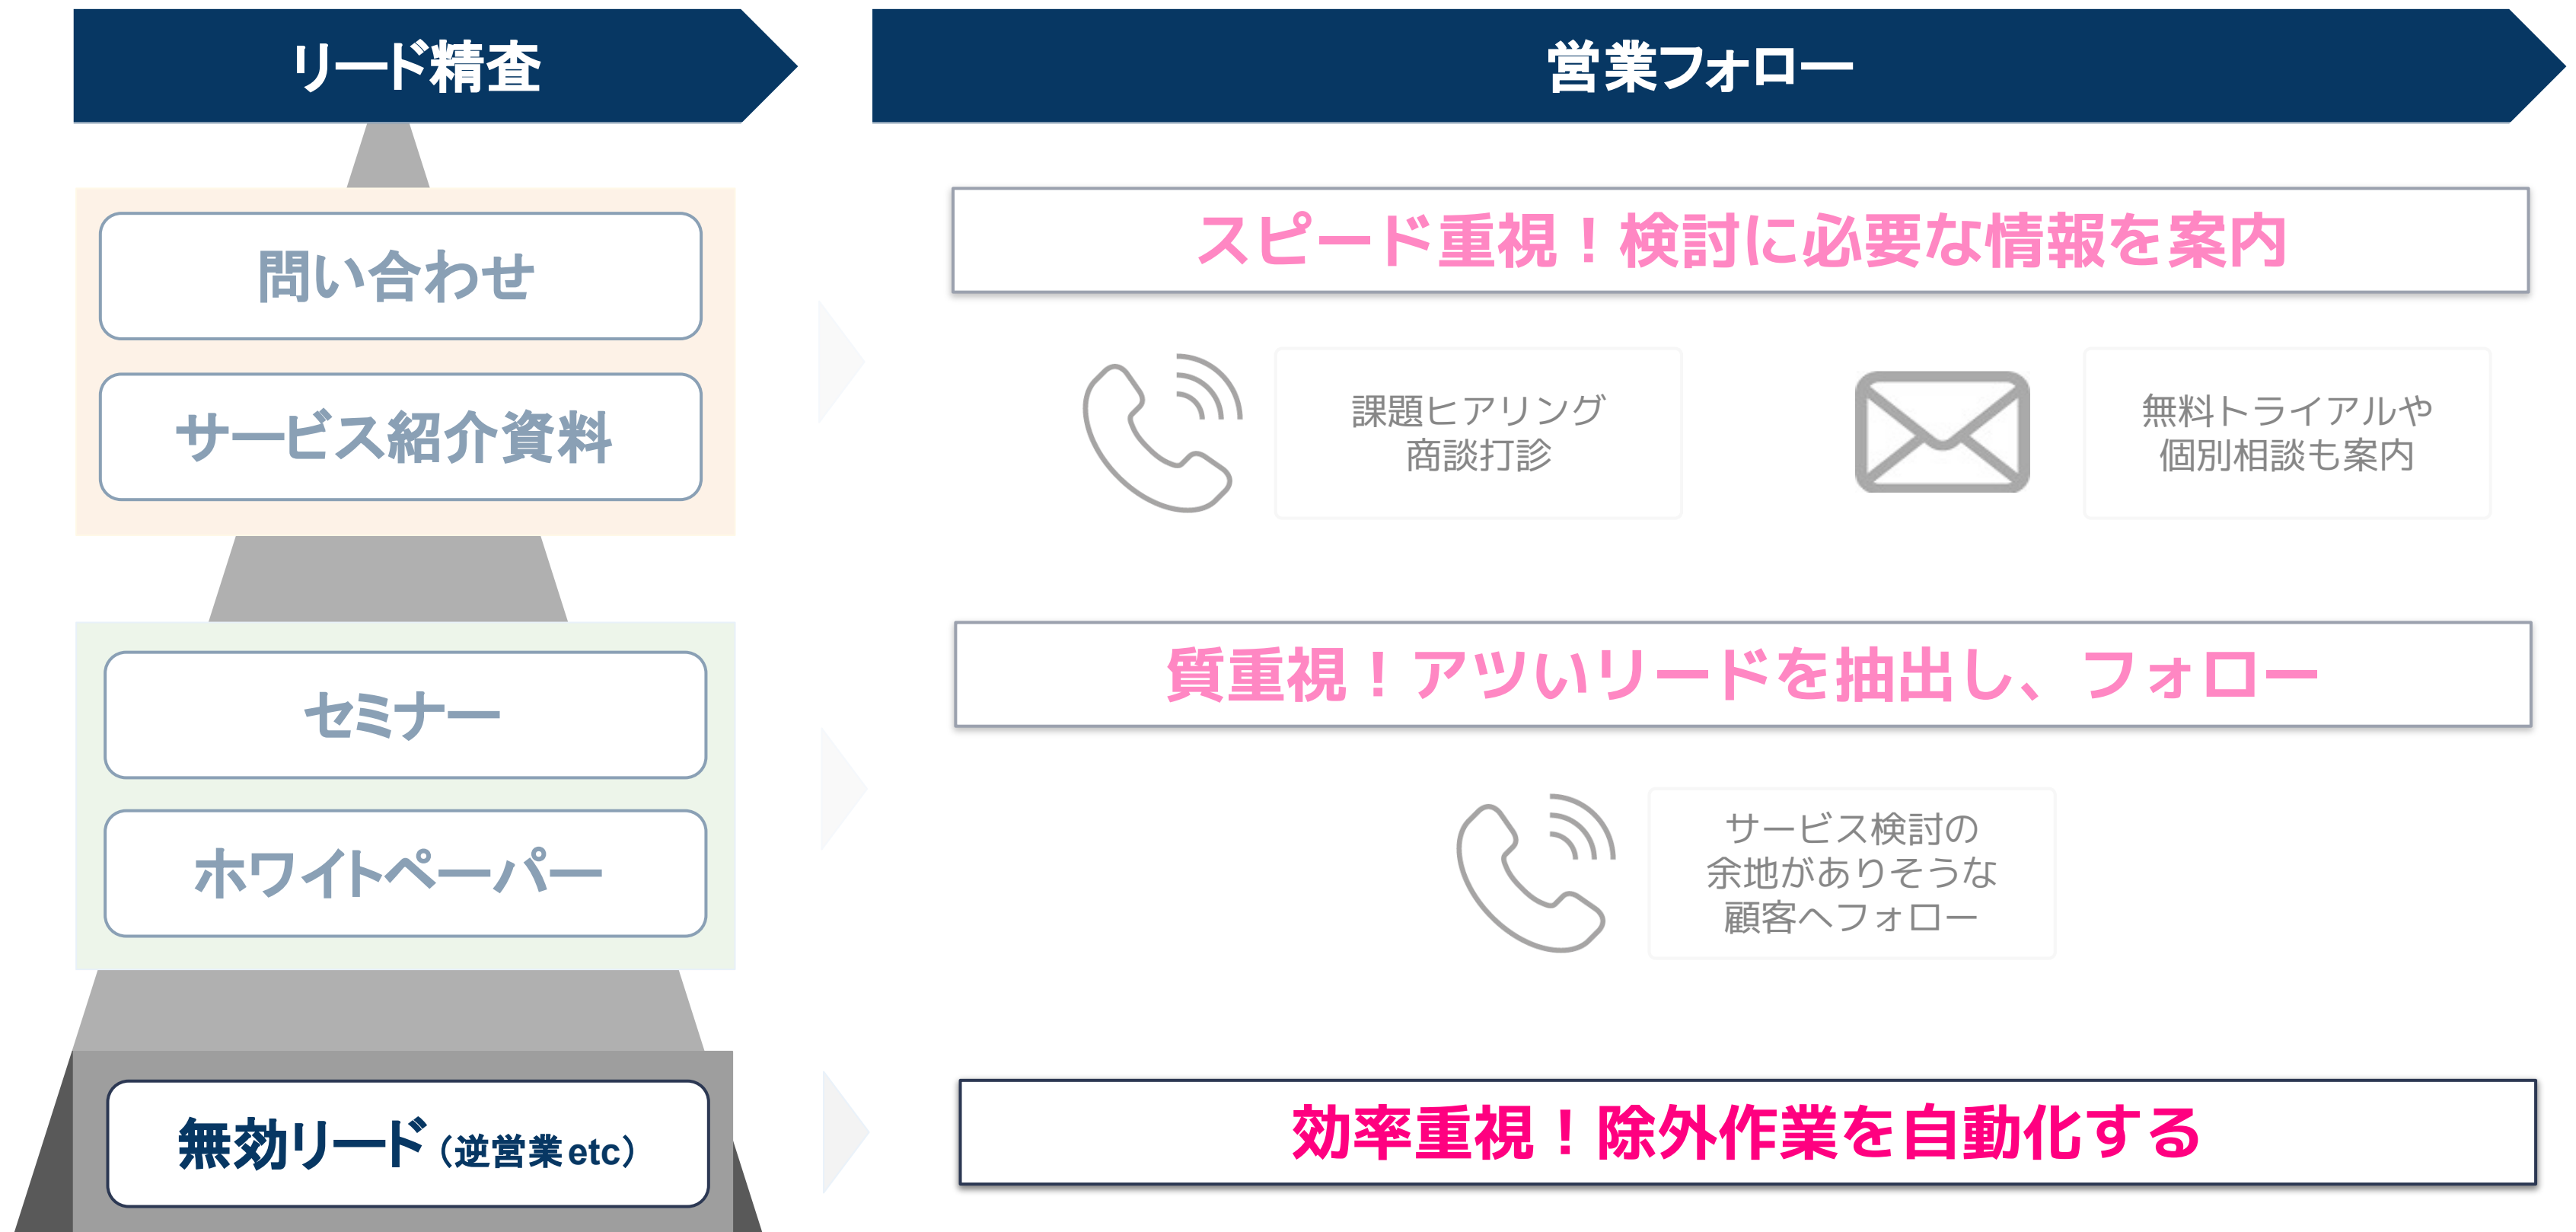 リード精査
営業フォロー
問い合わせ
サービス紹介資料
スピード重視！検討に必要な情報を案内
課題ヒアリング
商談打診
無料トライアルや
個別相談も案内
セミナー
ホワイトペーパー
質重視！アツいリードを抽出し、フォロー
サービス検討の
余地がありそうな
顧客へフォロー
無効リード（逆営業etc）
効率重視！除外作業を自動化する